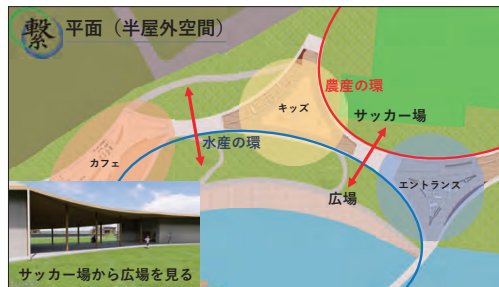 繋 平面（半屋外空間）
農産の環
キッズ
サッカー場
水産の環
カフェ
エントランス
広場
サッカー場から広場を見る